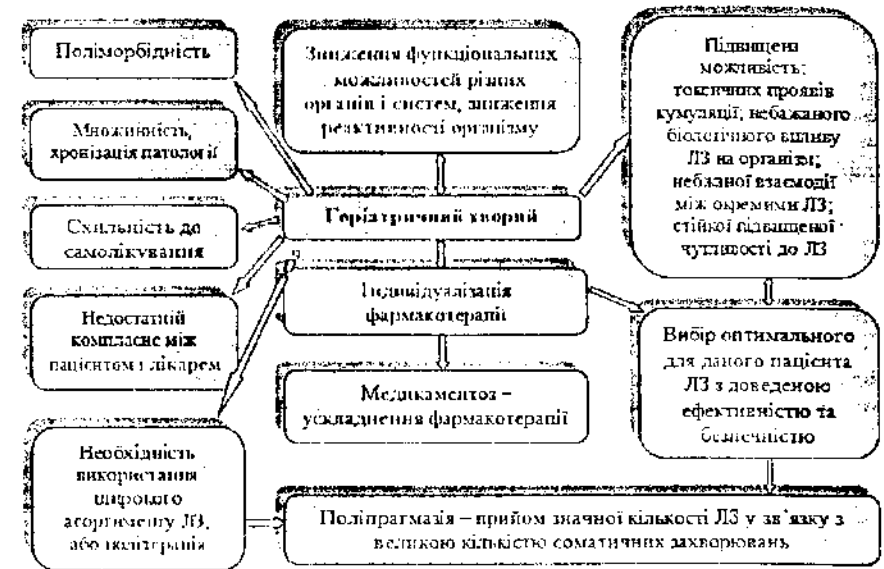 Поліморбідність
Множинність,
хронізація патології
Схильність до
самолікування
Недостатній
комплаєнс між
пацієнтом і лікарем
Необхідність
використання
широкого
асортименту ЛЗ,
або політерапія
Зниження функціональних
можливостей різних
органів і систем, зниження
реактивності організму
Геріатричний хворий
Індивідуалізація
фармакотерапії
Медикаментоз –
ускладнення фармакотерапії
Підвищена
можливість:
токсичних проявів
кумуляції; небажаного
біологічного впливу
ЛЗ на організм;
небажаної взаємодії
між окремими ЛЗ;
стійкої підвищеної
чутливості до ЛЗ
Вибір оптимального
для даного пацієнта
ЛЗ з доведеною
ефективністю та
безпечністю
Поліпрагмазія – прийом значної кількості ЛЗ у зв`язку з
великою кількістю соматичних захворювань